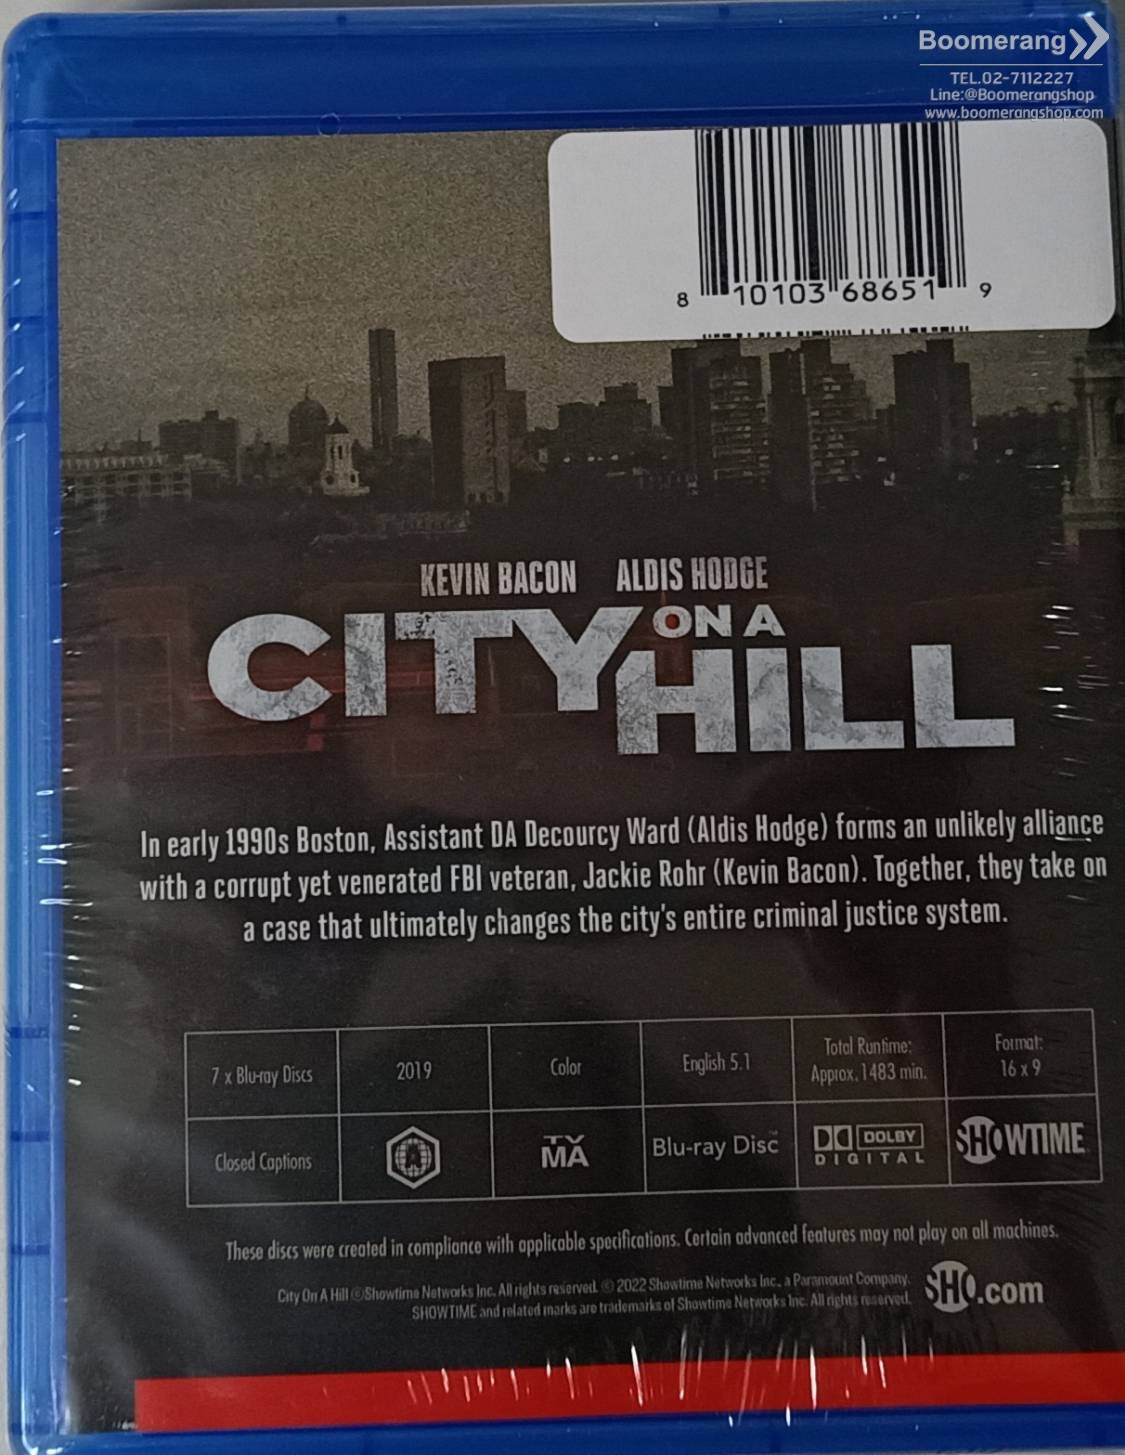 Boomerang
TEL.02-7112227
Line:@Boomerangshop
www.boomerangshop.com
8 10103 68651 9
KEVIN BACON ALDIS HODGE
CITY ON A HILL
In early 1990s Boston, Assistant DA Decourcy Ward (Aldis Hodge) forms an unlikely alliance
with a corrupt yet venerated FBI veteran, Jackie Rohr (Kevin Bacon). Together, they take on
a case that ultimately changes the city's entire criminal justice system.
7 x Blu-ray Discs
2019
Color
English 5.1
Total Runtime:
Approx. 1483 min.
Format:
16 x 9
Closed Captions
A
TV
MA
Blu-ray Disc™
DOLBY
DIGITAL
SHOWTIME
These discs were created in compliance with applicable specifications. Certain advanced features may not play on all machines.
City On A Hill ©Showtime Networks Inc. All rights reserved. © 2022 Showtime Networks Inc., a Paramount Company.
SHOWTIME and related marks are trademarks of Showtime Networks Inc. All rights reserved.
SHO.com